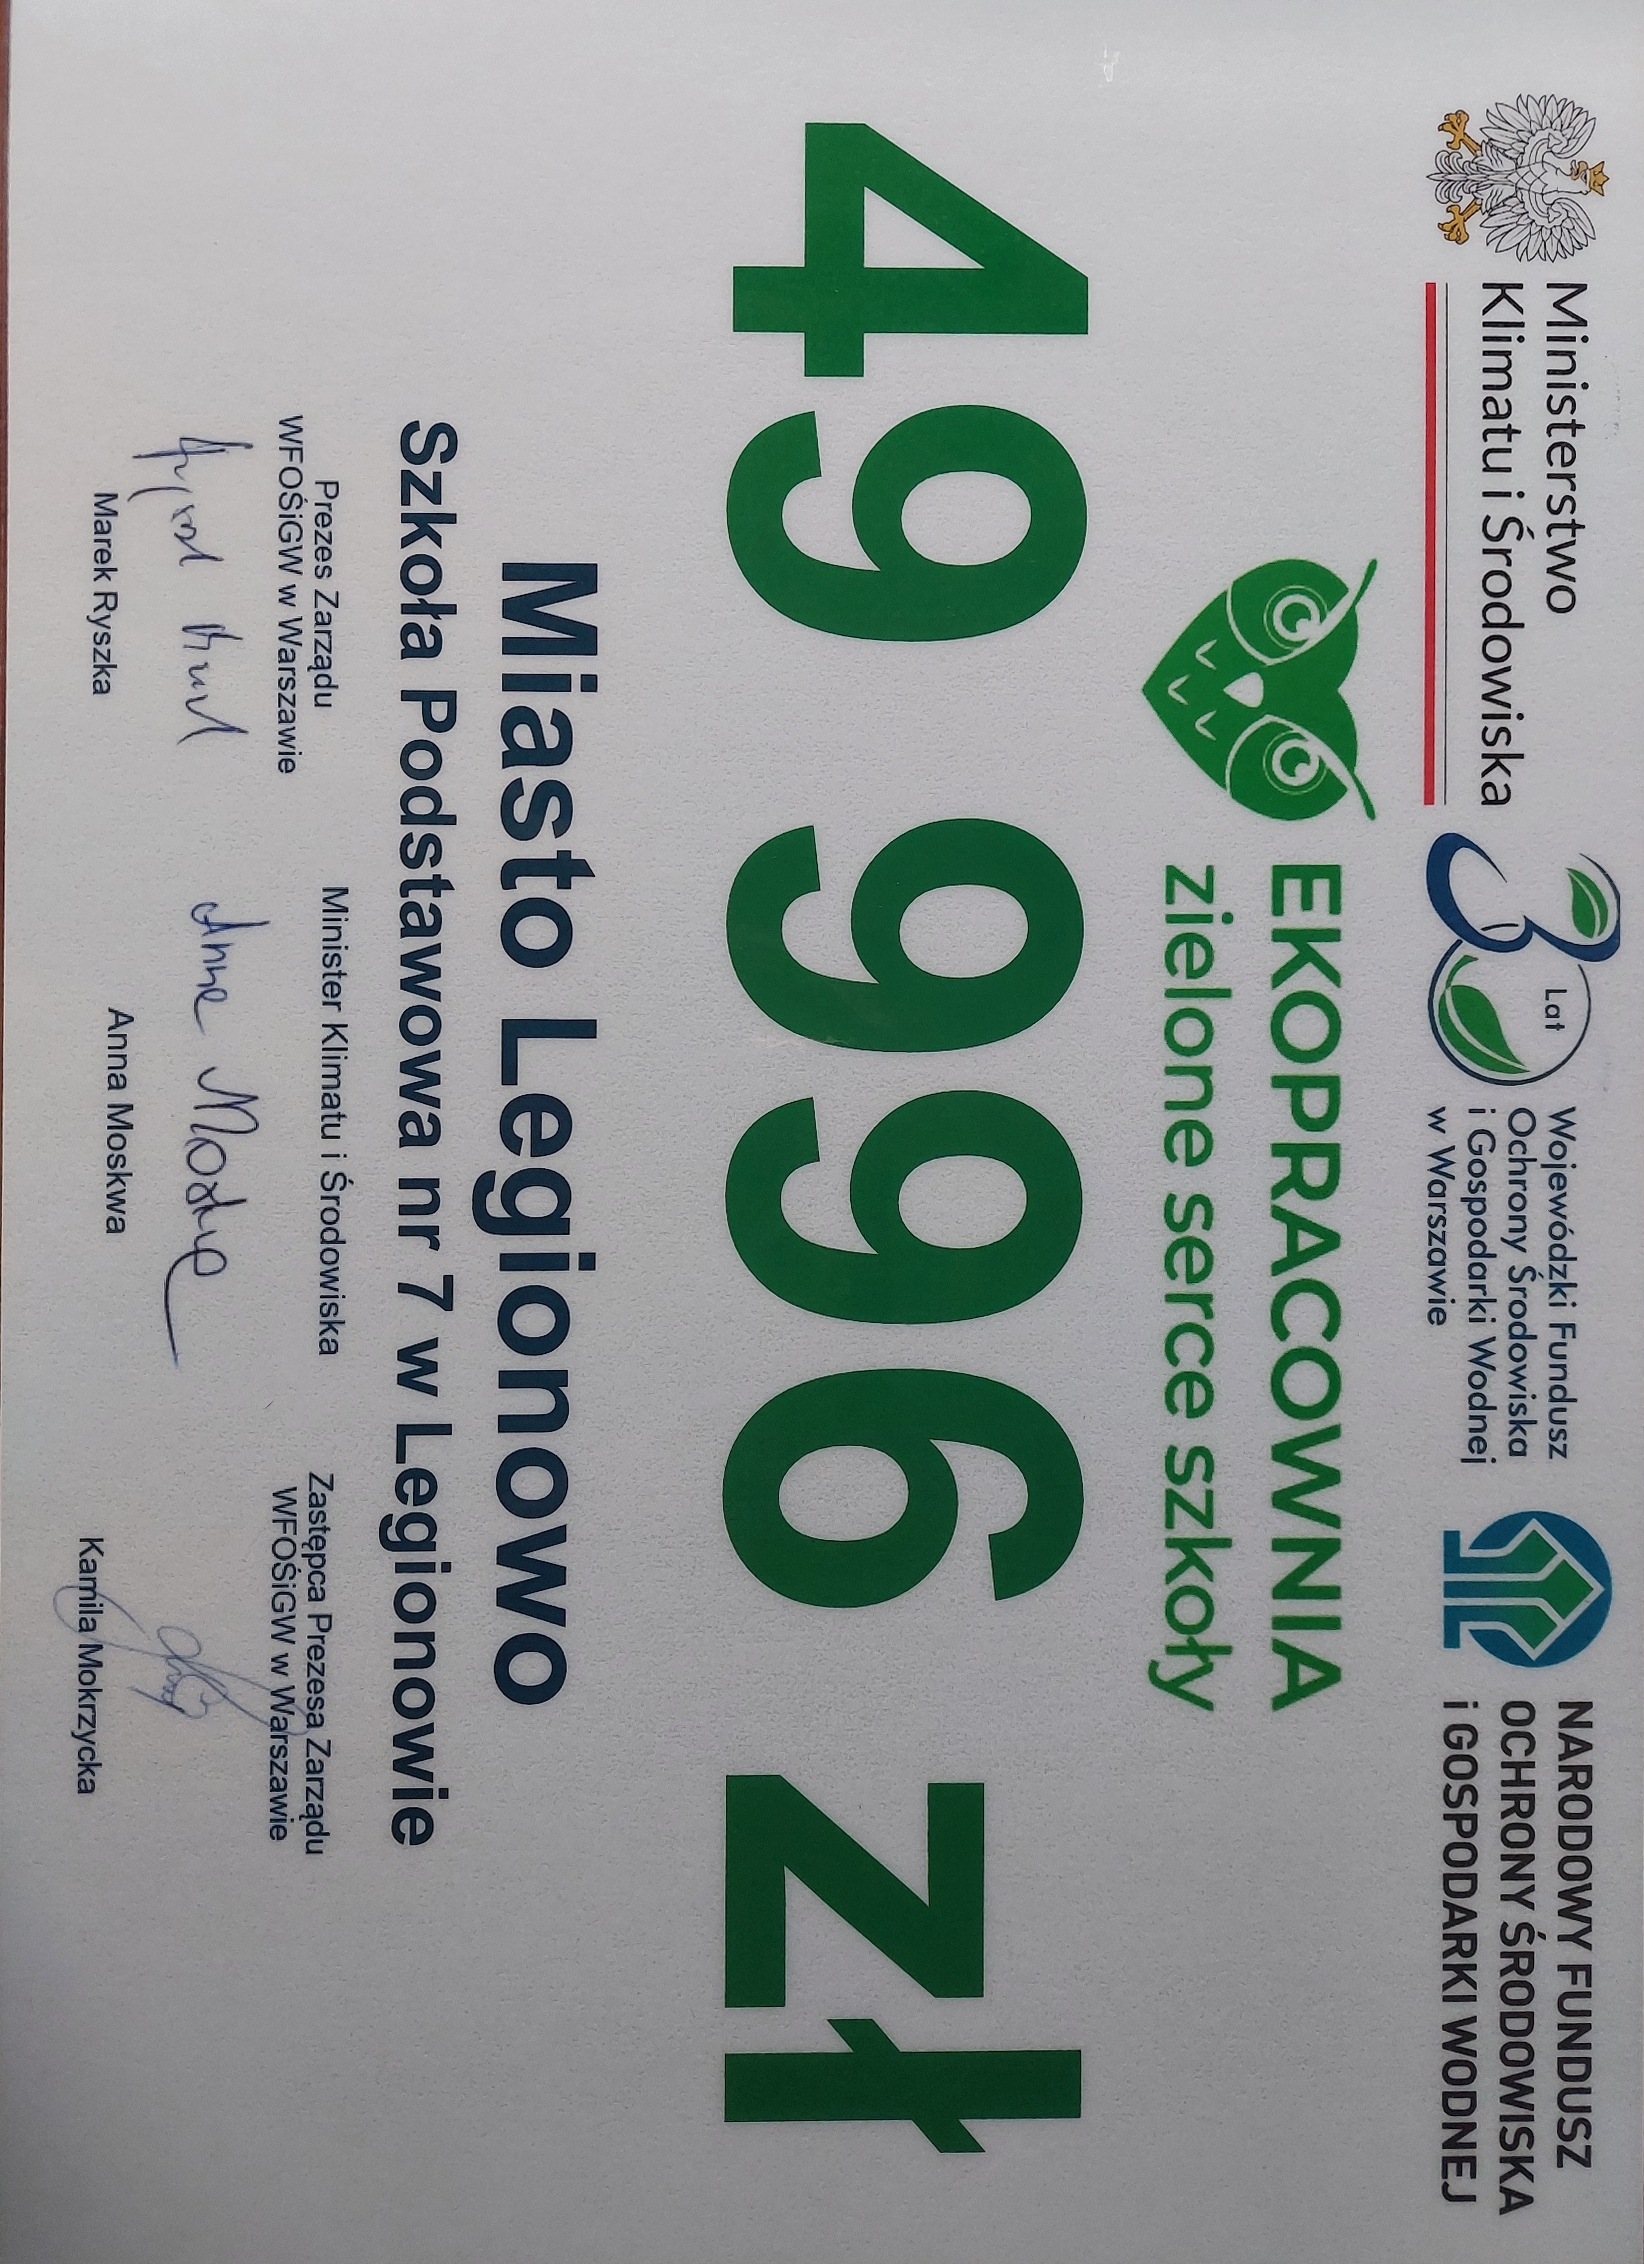 Ministerstwo
Klimatu i Środowiska
30 Lat
Wojewódzki Fundusz
Ochrony Środowiska
i Gospodarki Wodnej
w Warszawie
NARODOWY FUNDUSZ
OCHRONY ŚRODOWISKA
i GOSPODARKI WODNEJ
EKOPRACOWNIA
zielone serce szkoły
49 996 zł
Miasto Legionowo
Szkoła Podstawowa nr 7 w Legionowie
Prezes Zarządu
WFOŚiGW w Warszawie
Marek Ryszka
Minister Klimatu i Środowiska
Anna Moskwa
Anna Moskwa
Zastępca Prezesa Zarządu
WFOŚiGW w Warszawie
Kamila Mokrzycka